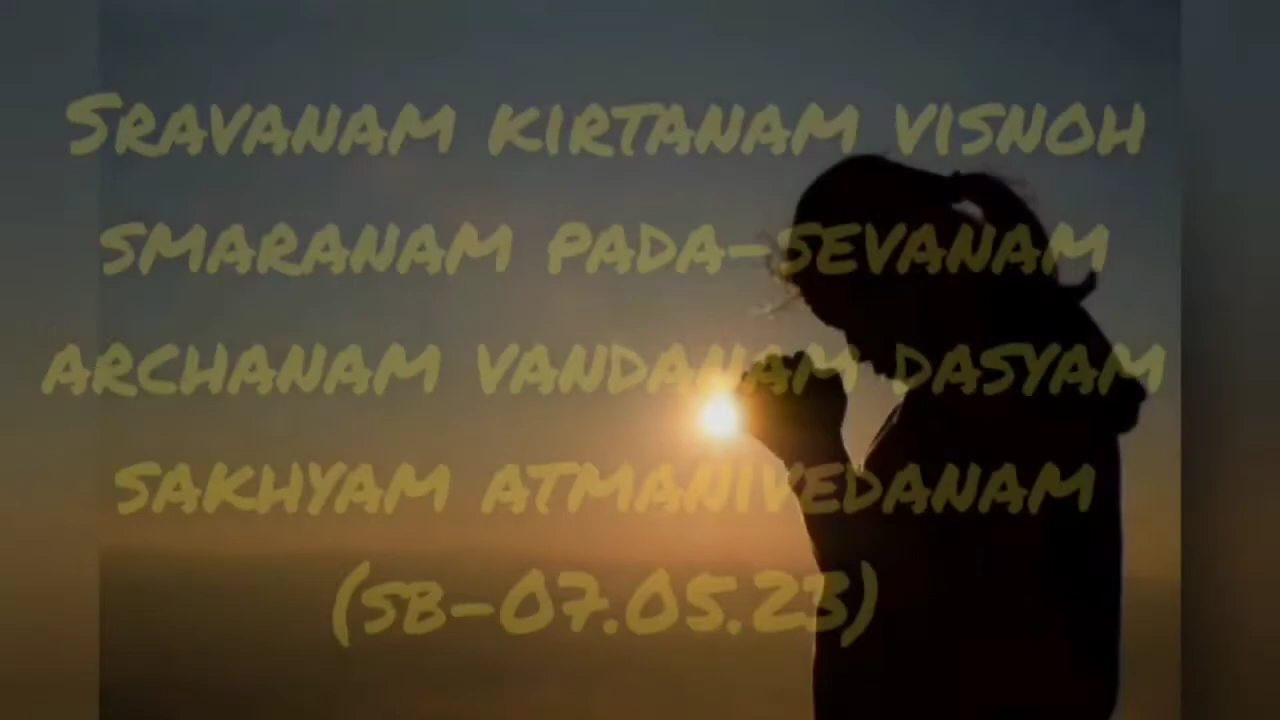 Sravanam kirtanam visnoh
smaranam pada-sevanam
archanam vandanam dasyam
sakhyam atmanivedanam
(sb-07.05.23)